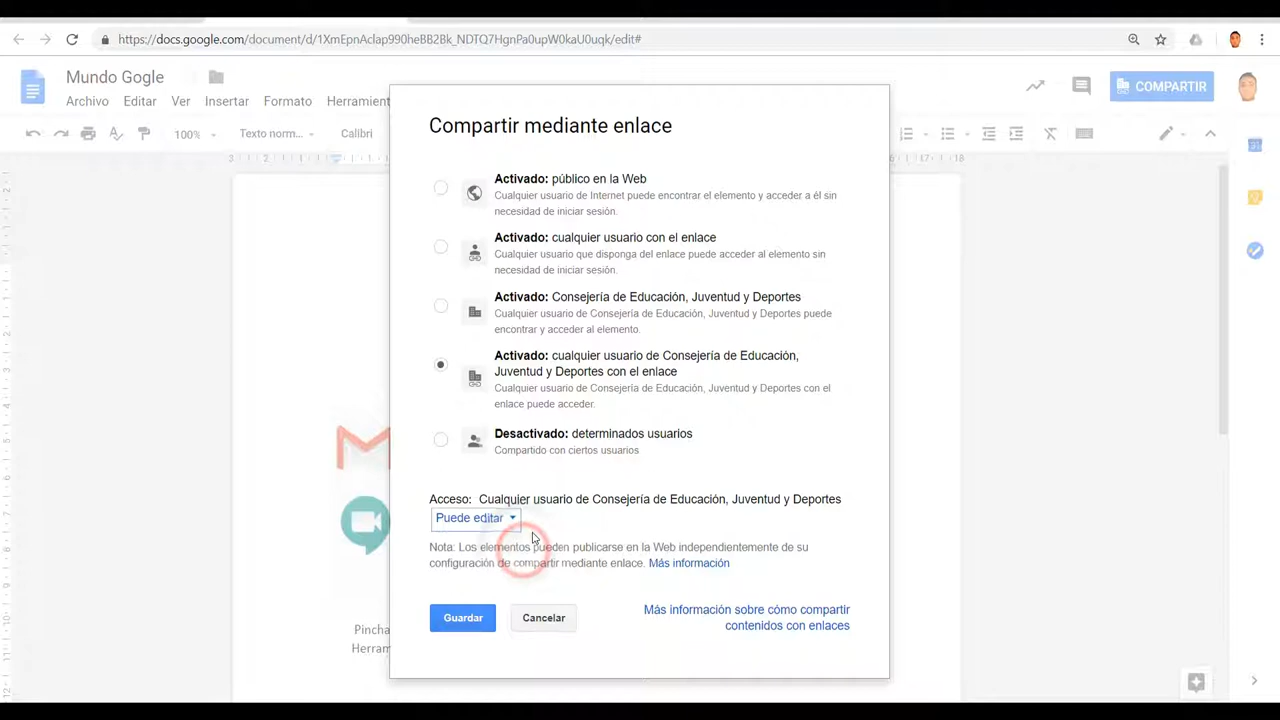 https://docs.google.com/document/d/1XmEpnAclap990heBB2Bk_NDTQ7HgnPa0upW0kaU0uqk/edit#
Mundo Gogle
Archivo Editar Ver Insertar Formato Herramient
COMPARTIR
100% Texto norm... Calibri
3 2 1
17 18
Compartir mediante enlace
Activado: público en la Web
Cualquier usuario de Internet puede encontrar el elemento y acceder a él sin
necesidad de iniciar sesión.
Activado: cualquier usuario con el enlace
Cualquier usuario que disponga del enlace puede acceder al elemento sin
necesidad de iniciar sesión.
Activado: Consejería de Educación, Juventud y Deportes
Cualquier usuario de Consejería de Educación, Juventud y Deportes puede
encontrar y acceder al elemento.
Activado: cualquier usuario de Consejería de Educación,
Juventud y Deportes con el enlace
Cualquier usuario de Consejería de Educación, Juventud y Deportes con el
enlace puede acceder.
Desactivado: determinados usuarios
Compartido con ciertos usuarios
Acceso: Cualquier usuario de Consejería de Educación, Juventud y Deportes
Puede editar
Nota: Los elementos pueden publicarse en la Web independientemente de su
configuración de compartir mediante enlace. Más información
Guardar Cancelar
Más información sobre cómo compartir
contenidos con enlaces
Pincha
Herram